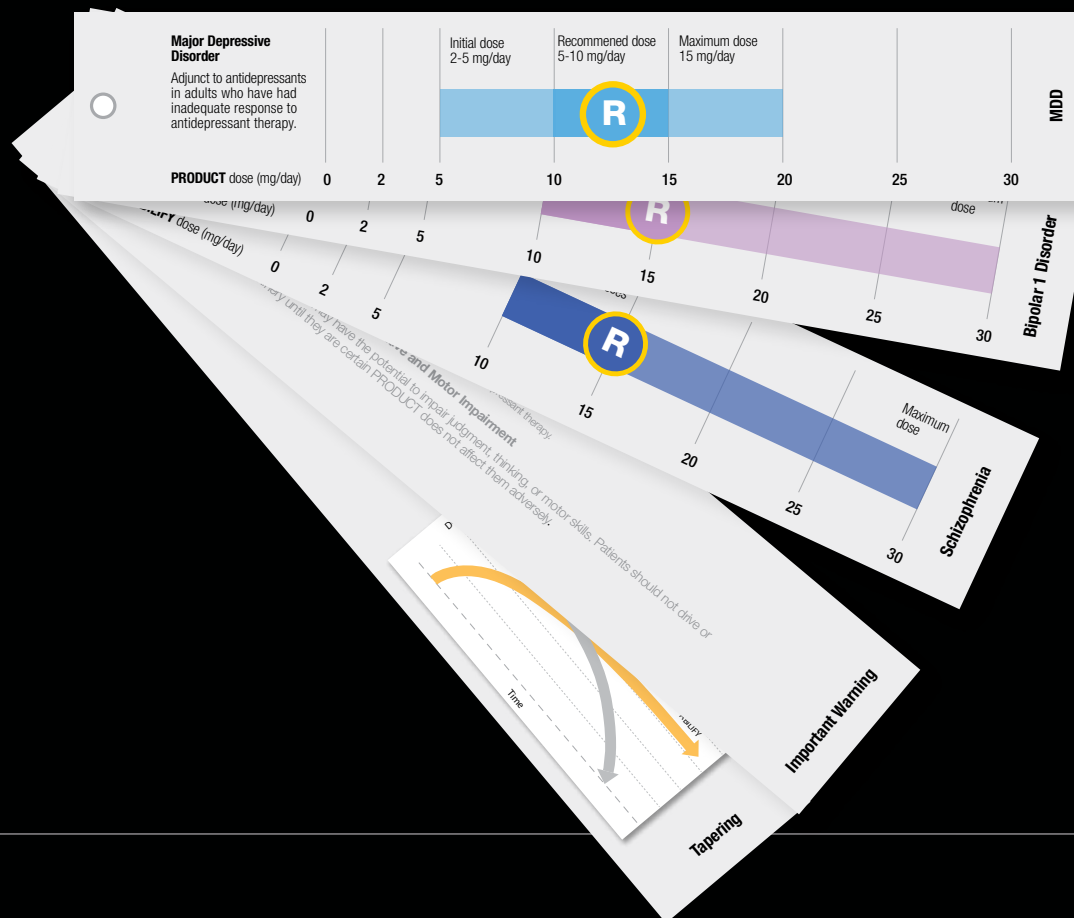 Major Depressive
Disorder
Adjunct to antidepressants
in adults who have had
inadequate response to
antidepressant therapy.
Initial dose
2-5 mg/day
Recommened dose
5-10 mg/day
Maximum dose
15 mg/day
R
MDD
PRODUCT dose (mg/day) 0 2 5 10 15 20 25 30
dose (mg/day) 0 2 5 10 15 20 25 30
R
dose
Bipolar 1 Disorder
dose (mg/day) 0 2 5 10 15 20 25 30
R
Maximum
dose
Schizophrenia
and Motor Impairment
have the potential to impair judgment, thinking, or motor skills. Patients should not drive or
until they are certain PRODUCT does not affect them adversely.
therapy.
Important Warning
D
Time
Tapering